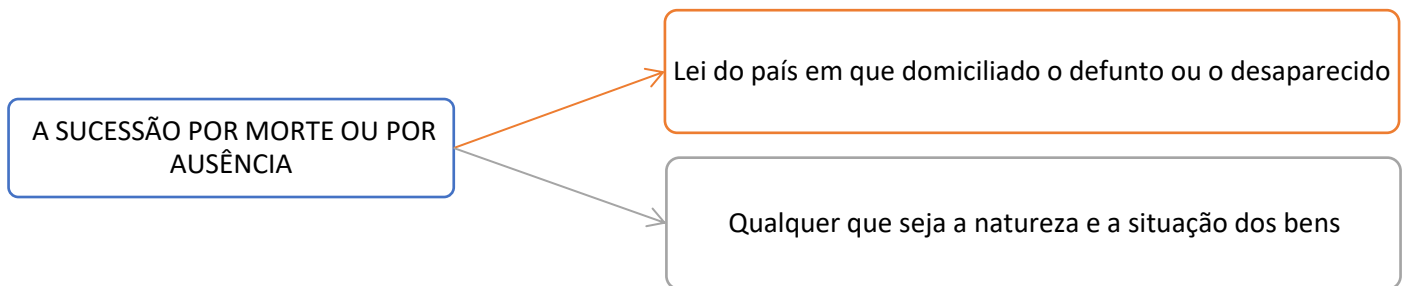 A SUCESSÃO POR MORTE OU POR
AUSÊNCIA
Lei do país em que domiciliado o defunto ou o desaparecido
Qualquer que seja a natureza e a situação dos bens